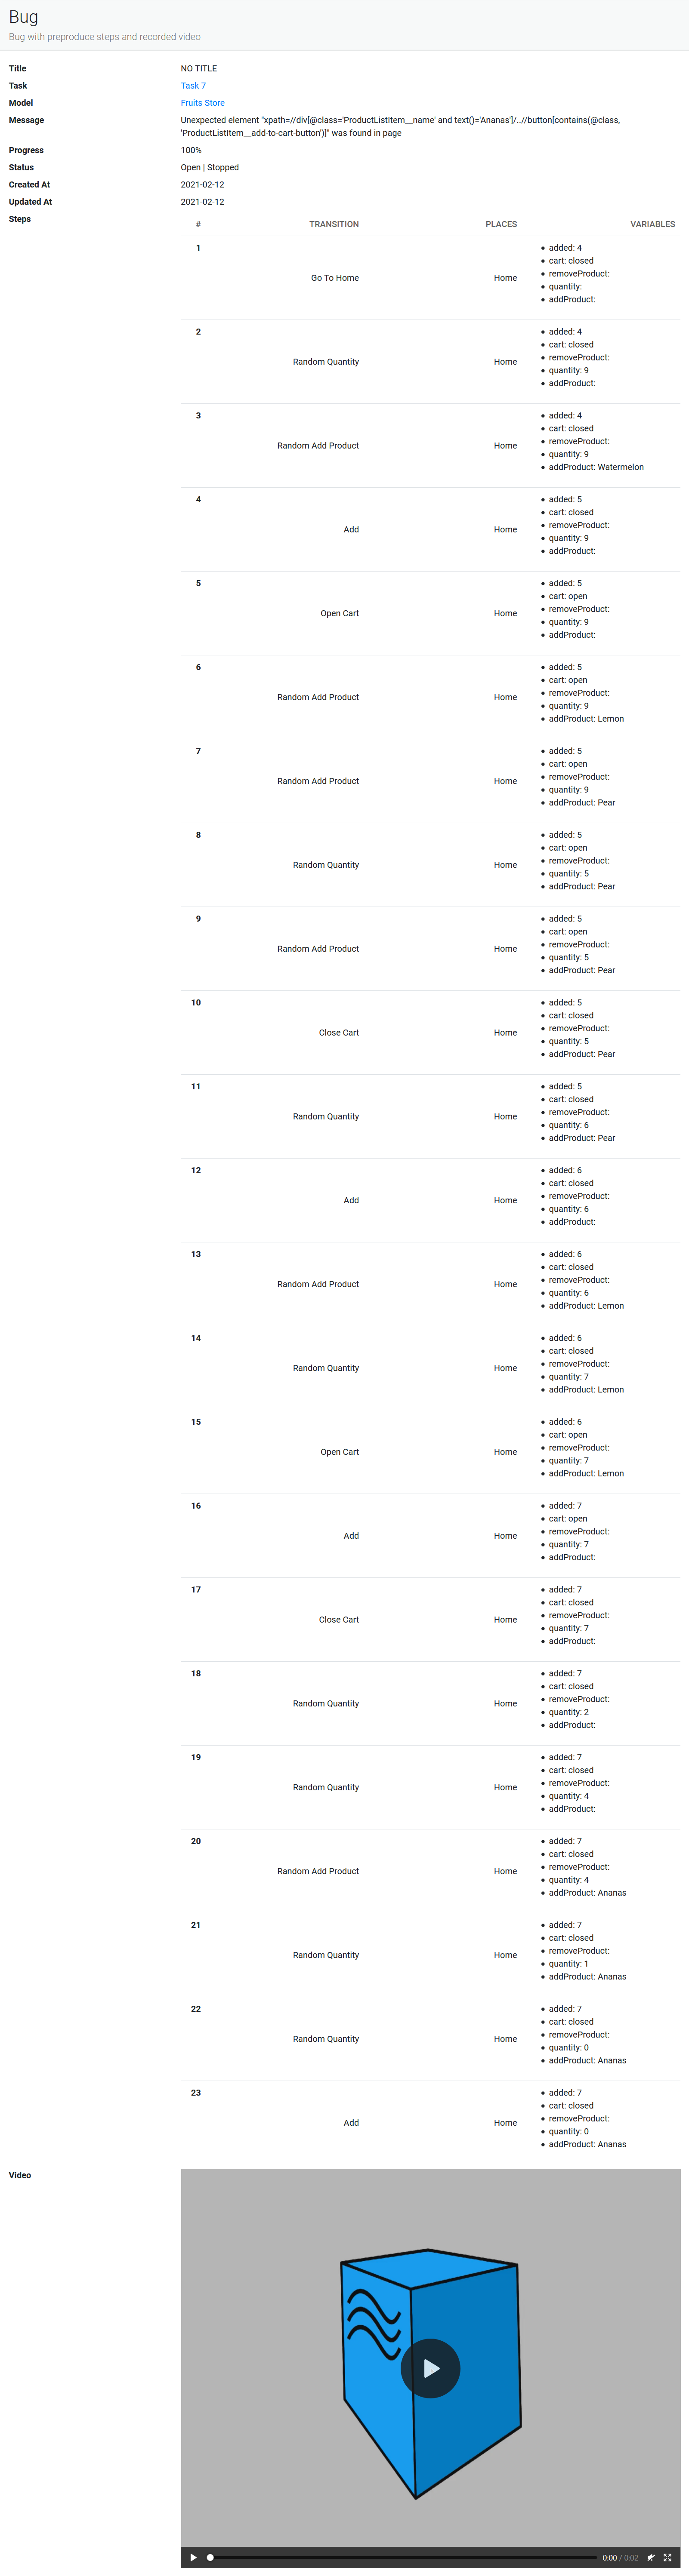 Bug
Bug with preproduce steps and recorded video
Title NO TITLE
Task Task 7
Model Fruits Store
Message Unexpected element "xpath=//div[@class='ProductListItem__name' and text()='Ananas']/..//button[contains(@class,
'ProductListItem__add-to-cart-button')]" was found in page
Progress 100%
Status Open | Stopped
Created At 2021-02-12
Updated At 2021-02-12
Steps
# TRANSITION PLACES VARIABLES
1 Go To Home Home
added: 4
cart: closed
removeProduct:
quantity:
addProduct:
2 Random Quantity Home
added: 4
cart: closed
removeProduct:
quantity: 9
addProduct:
3 Random Add Product Home
added: 4
cart: closed
removeProduct:
quantity: 9
addProduct: Watermelon
4 Add Home
added: 5
cart: closed
removeProduct:
quantity: 9
addProduct:
5 Open Cart Home
added: 5
cart: open
removeProduct:
quantity: 9
addProduct:
6 Random Add Product Home
added: 5
cart: open
removeProduct:
quantity: 9
addProduct: Lemon
7 Random Add Product Home
added: 5
cart: open
removeProduct:
quantity: 9
addProduct: Pear
8 Random Quantity Home
added: 5
cart: open
removeProduct:
quantity: 5
addProduct: Pear
9 Random Add Product Home
added: 5
cart: open
removeProduct:
quantity: 5
addProduct: Pear
10 Close Cart Home
added: 5
cart: closed
removeProduct:
quantity: 5
addProduct: Pear
11 Random Quantity Home
added: 5
cart: closed
removeProduct:
quantity: 6
addProduct: Pear
12 Add Home
added: 6
cart: closed
removeProduct:
quantity: 6
addProduct:
13 Random Add Product Home
added: 6
cart: closed
removeProduct:
quantity: 6
addProduct: Lemon
14 Random Quantity Home
added: 6
cart: closed
removeProduct:
quantity: 7
addProduct: Lemon
15 Open Cart Home
added: 6
cart: open
removeProduct:
quantity: 7
addProduct: Lemon
16 Add Home
added: 7
cart: open
removeProduct:
quantity: 7
addProduct:
17 Close Cart Home
added: 7
cart: closed
removeProduct:
quantity: 7
addProduct:
18 Random Quantity Home
added: 7
cart: closed
removeProduct:
quantity: 2
addProduct:
19 Random Quantity Home
added: 7
cart: closed
removeProduct:
quantity: 4
addProduct:
20 Random Add Product Home
added: 7
cart: closed
removeProduct:
quantity: 4
addProduct: Ananas
21 Random Quantity Home
added: 7
cart: closed
removeProduct:
quantity: 1
addProduct: Ananas
22 Random Quantity Home
added: 7
cart: closed
removeProduct:
quantity: 0
addProduct: Ananas
23 Add Home
added: 7
cart: closed
removeProduct:
quantity: 0
addProduct: Ananas
Video
0:00 / 0:02